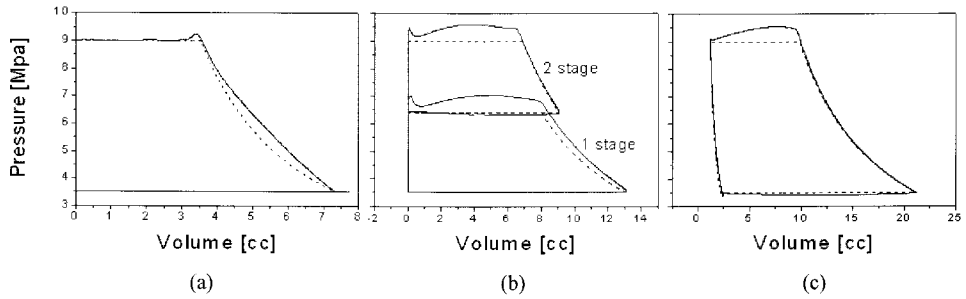 Pressure [Mpa]
10
9
8
7
6
5
4
3
0 1 2 3 4 5 6 7 8
Volume [cc]
(a)
2 stage
1 stage
-2 0 2 4 6 8 10 12 14 15
Volume [cc]
(b)
0 5 10 15 20 25
Volume [cc]
(c)